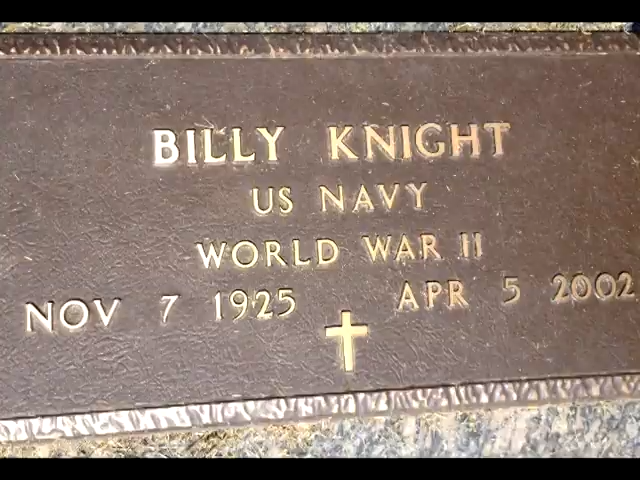 BILLY KNIGHT
US NAVY
WORLD WAR II
NOV 7 1925 APR 5 2002